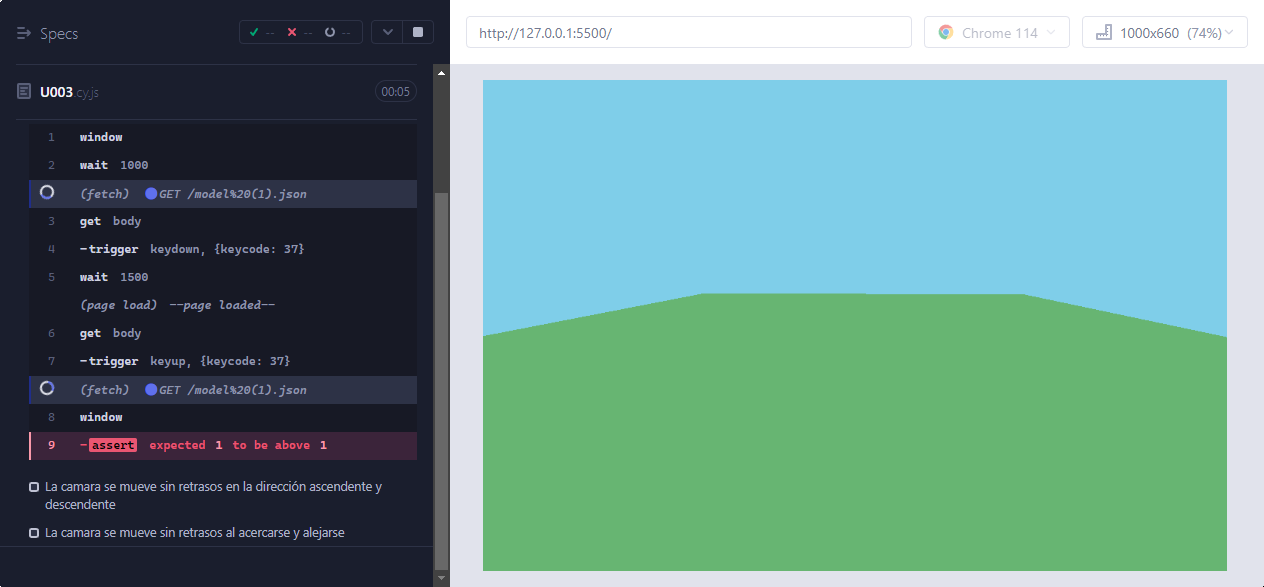 Specs
-- -- --
http://127.0.0.1:5500/
Chrome 114
1000x660 (74%)
U003.cy.js
00:05
1 window
2 wait 1000
(fetch) GET /model%20(1).json
3 get body
4 -trigger keydown, {keycode: 37}
5 wait 1500
(page load) --page loaded--
6 get body
7 -trigger keyup, {keycode: 37}
(fetch) GET /model%20(1).json
8 window
9 -assert expected 1 to be above 1
La camara se mueve sin retrasos en la dirección ascendente y
descendente
La camara se mueve sin retrasos al acercarse y alejarse